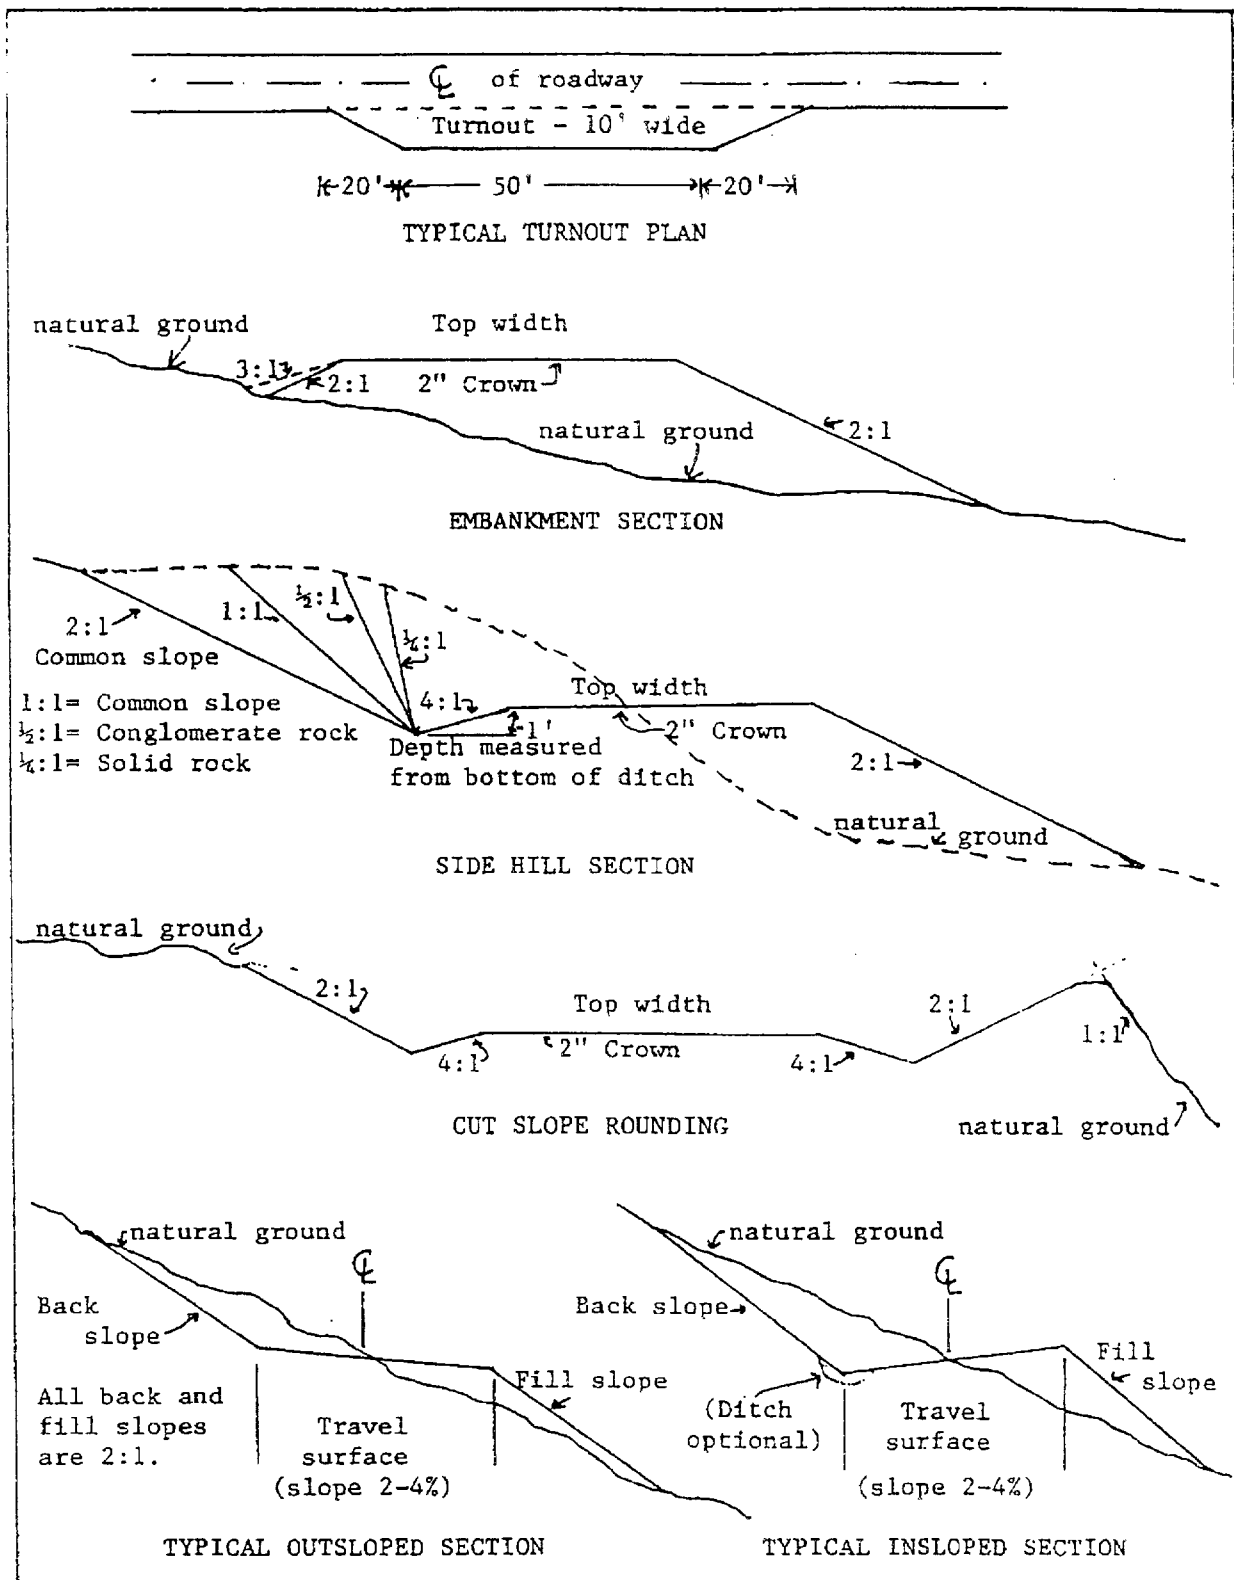 ℄ of roadway
Turnout - 10' wide
20' 50' 20'
TYPICAL TURNOUT PLAN
natural ground
Top width
3:1
2:1
2" Crown
natural ground
2:1
EMBANKMENT SECTION
2:1
Common slope
1:1
½:1
¼:1
1:1= Common slope
½:1= Conglomerate rock
¼:1= Solid rock
4:1
Top width
1'
2" Crown
Depth measured
from bottom of ditch
2:1
natural
ground
SIDE HILL SECTION
natural ground
2:1
Top width
2:1
1:1
4:1
2" Crown
4:1
CUT SLOPE ROUNDING
natural ground
natural ground
℄
Back
slope
Fill slope
All back and
fill slopes
are 2:1.
Travel
surface
(slope 2-4%)
TYPICAL OUTSLOPED SECTION
natural ground
℄
Back slope
Fill
slope
(Ditch
optional)
Travel
surface
(slope 2-4%)
TYPICAL INSLOPED SECTION